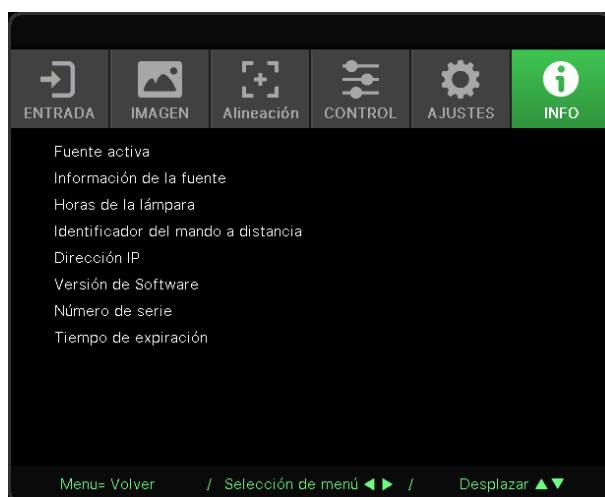 ENTRADA IMAGEN Alineación CONTROL AJUSTES INFO
Fuente activa
Información de la fuente
Horas de la lámpara
Identificador del mando a distancia
Dirección IP
Versión de Software
Número de serie
Tiempo de expiración
Menu= Volver / Selección de menú ◀ ▶ / Desplazar ▲▼